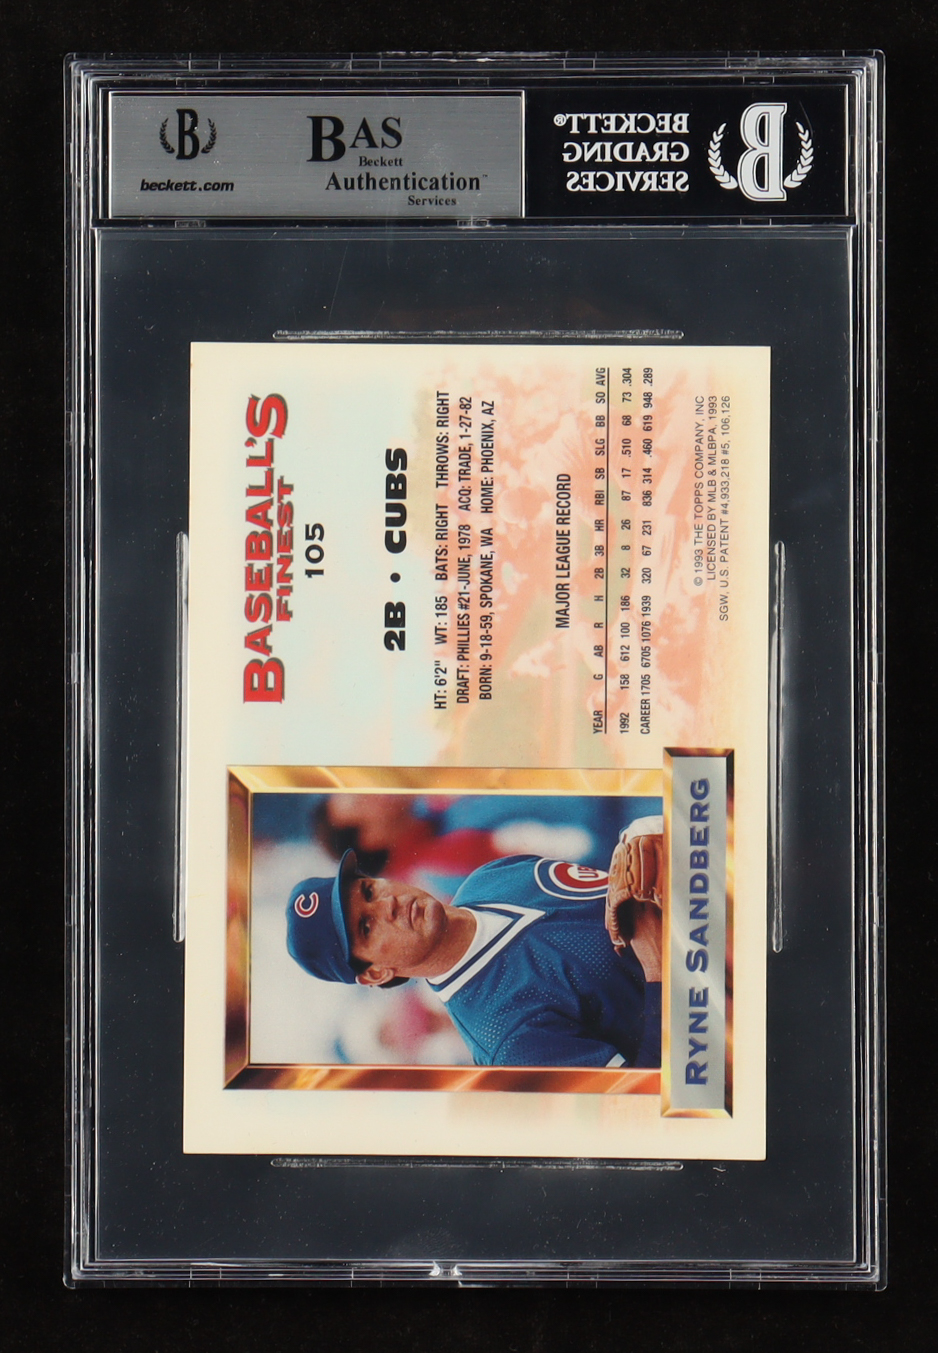 B
beckett.com
BAS
Beckett
Authentication™
Services
BECKETT®
GRADING
SERVICES
B
BASEBALL'S
FINEST
105
2B • CUBS
HT: 6'2" WT: 185 BATS: RIGHT THROWS: RIGHT
DRAFT: PHILLIES #21-JUNE, 1978 ACQ: TRADE, 1-27-82
BORN: 9-18-59, SPOKANE, WA HOME: PHOENIX, AZ
MAJOR LEAGUE RECORD
YEAR G AB R H 2B 3B HR RBI SB SLG BB SO AVG
1992 158 612 100 186 32 8 26 87 17 .510 68 73 .304
CAREER 1705 6705 1076 1939 320 67 231 836 314 .460 619 948 .289
© 1993 THE TOPPS COMPANY, INC
LICENSED BY MLB & MLBPA, 1993
SGW, U.S. PATENT #4,933,218 #5, 106,126
C
UB
RYNE SANDBERG